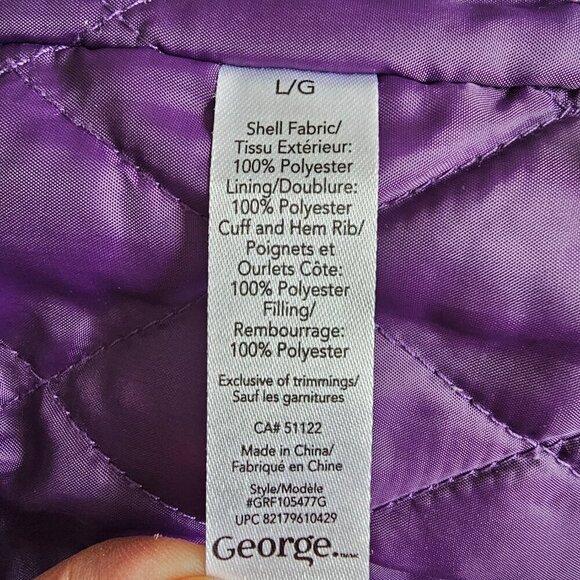 L/G
Shell Fabric/
Tissu Extérieur:
100% Polyester
Lining/Doublure:
100% Polyester
Cuff and Hem Rib/
Poignets et
Ourlets Côte:
100% Polyester
Filling/
Rembourrage:
100% Polyester
Exclusive of trimmings/
Sauf les garnitures
CA# 51122
Made in China/
Fabriqué en Chine
Style/Modèle
#GRF105477G
UPC 82179610429
George.